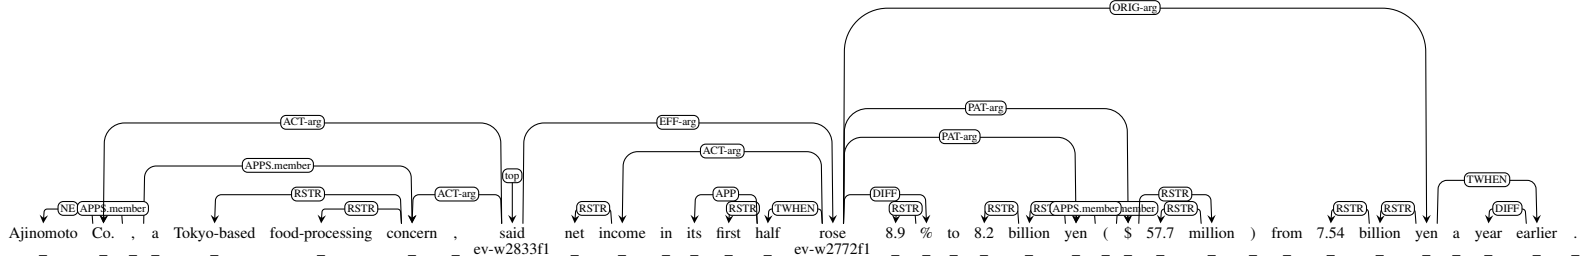 ORIG-arg
PAT-arg
ACT-arg EFF-arg
PAT-arg
ACT-arg
APPS.member top TWHEN
RSTR ACT-arg APP DIFF RSTR
NE APPS.member RSTR RSTR RSTR TWHEN RSTR RSTR APPS.member RSTR RSTR RSTR DIFF
Ajinomoto Co. , a Tokyo-based food-processing concern , said net income in its first half rose 8.9 % to 8.2 billion yen ( $ 57.7 million ) from 7.54 billion yen a year earlier .
_ _ _ _ _ _ _ _ ev-w2833f1 _ _ _ _ _ _ ev-w2772f1 _ _ _ _ _ _ _ _ _ _ _ _ _ _ _ _ _ _ _